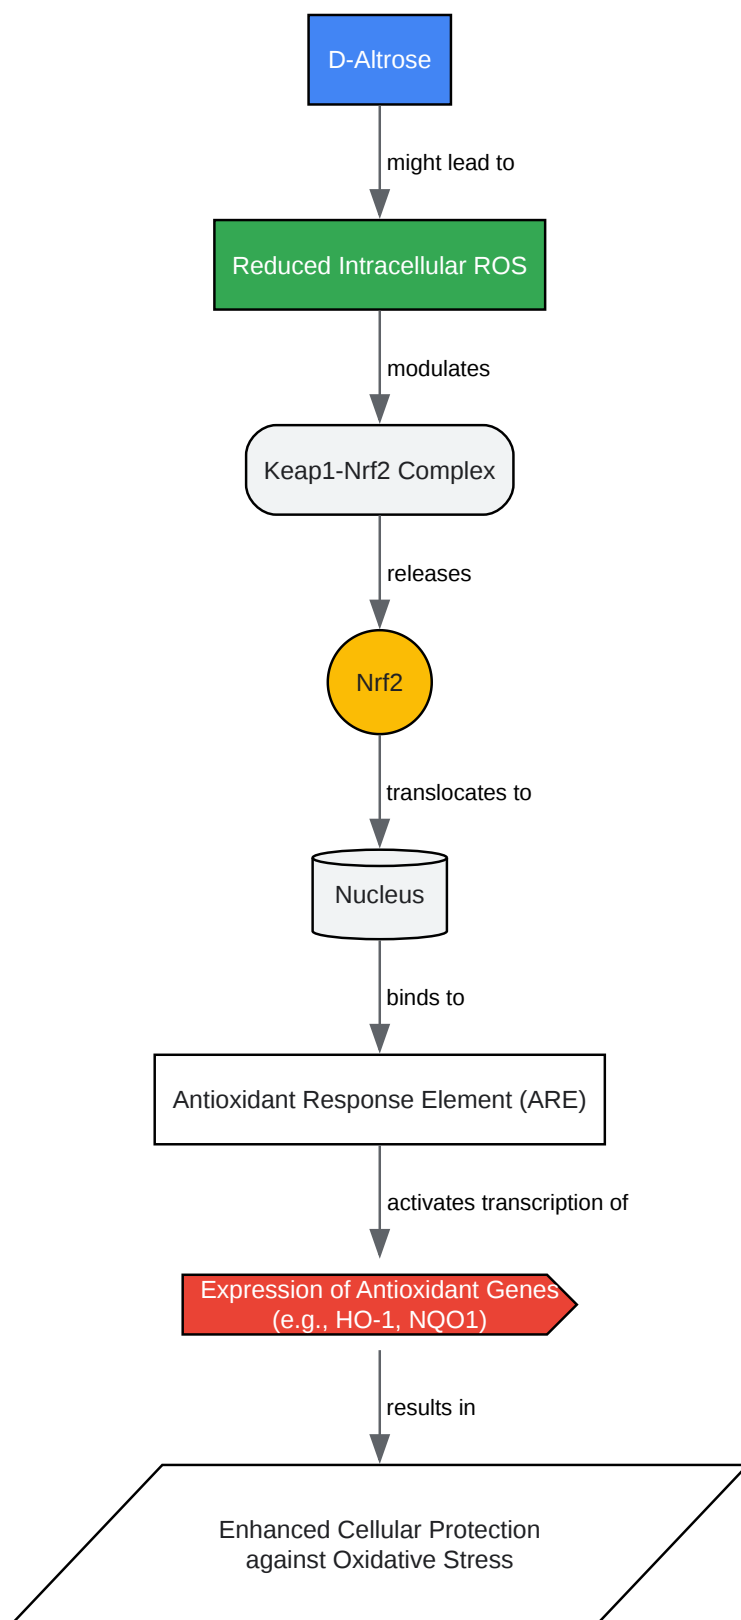 D-Altrose
might lead to
Reduced Intracellular ROS
modulates
Keap1-Nrf2 Complex
releases
Nrf2
translocates to
Nucleus
binds to
Antioxidant Response Element (ARE)
activates transcription of
Expression of Antioxidant Genes
(e.g., HO-1, NQO1)
results in
Enhanced Cellular Protection
against Oxidative Stress